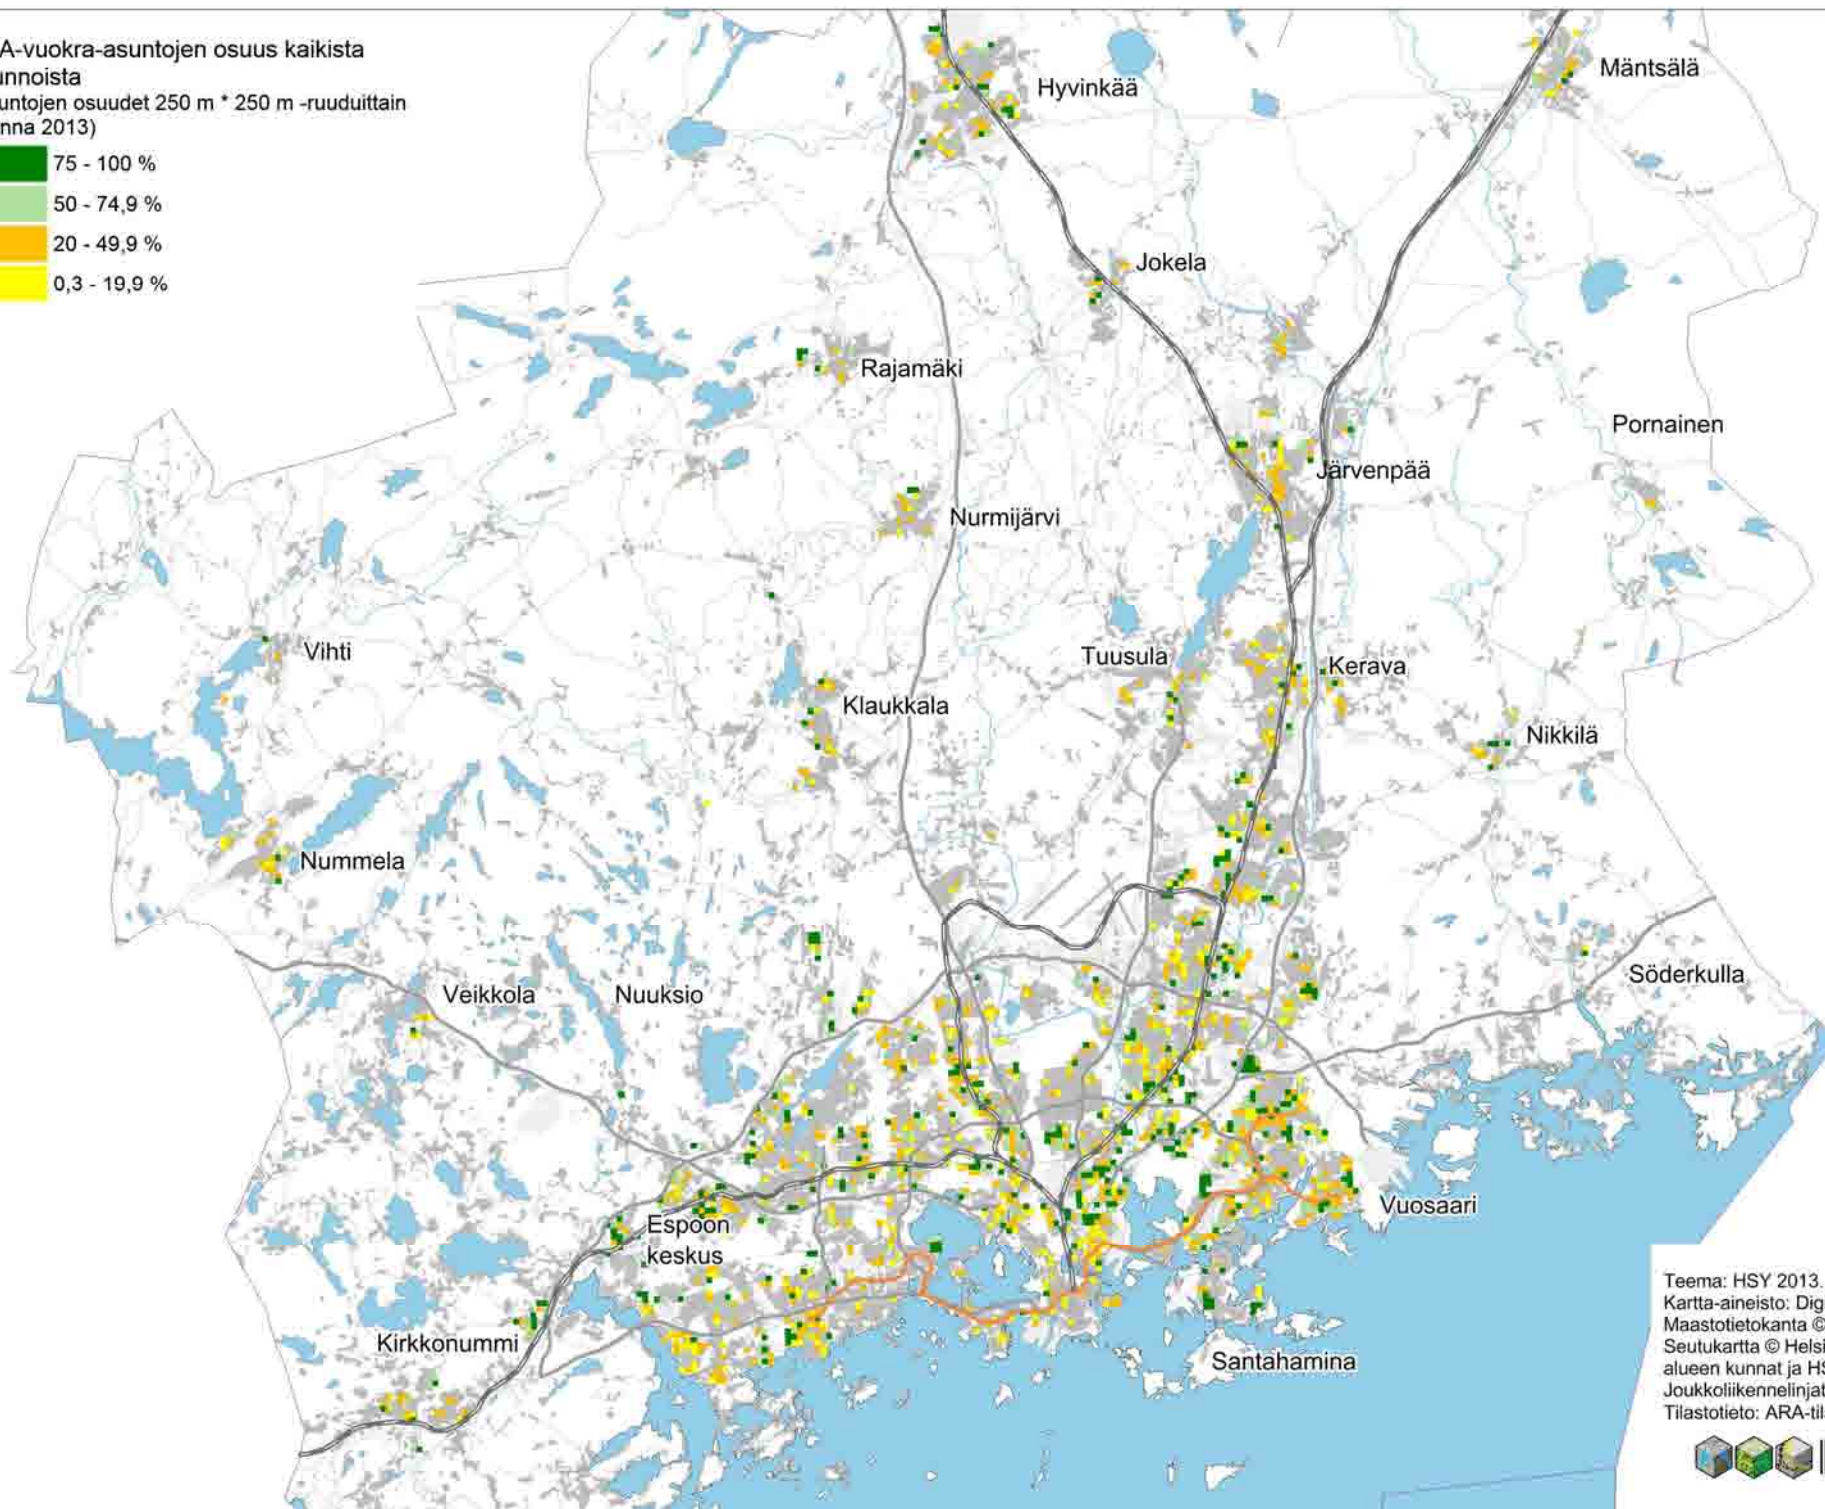 A-vuokra-asuntojen osuus kaikista
unnoista
untojen osuudet 250 m * 250 m -ruuduittain
nna 2013)
75 - 100 %
50 - 74,9 %
20 - 49,9 %
0,3 - 19,9 %
Hyvinkää
Mäntsälä
Jokela
Rajamäki
Pornainen
Järvenpää
Nurmijärvi
Vihti
Tuusula
Kerava
Klaukkala
Nikkilä
Nummela
Söderkulla
Veikkola
Nuuksio
Vuosaari
Espoon
keskus
Kirkkonummi
Santahamina
Teema: HSY 2013.
Kartta-aineisto: Dig
Maastotietokanta ©
Seutukartta © Helsi
alueen kunnat ja HS
Joukkoliikennelinjat
Tilastotieto: ARA-til